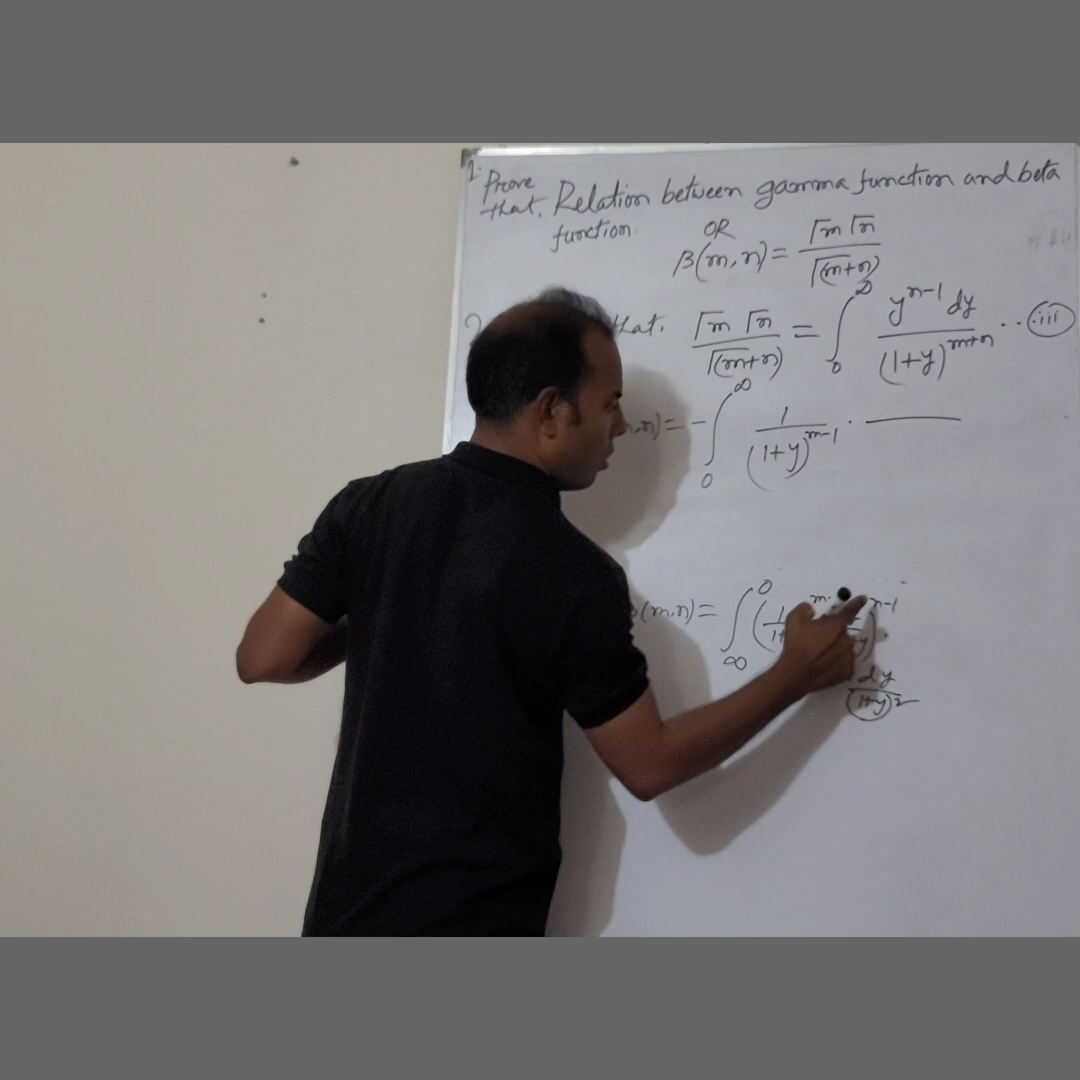 1. Prove that. Relation between gamma function and beta function.
OR
β(m,n) = Γm Γn / Γ(m+n)
that. Γm Γn / Γ(m+n) = ∫₀^∞ y^(n-1) dy / (1+y)^(m+n) ... (iii)
m,n) = -∫₀^∞ 1/(1+y)^(m-1) . —
(m,n) = ∫_∞^0 (1/1+
n-1 .
dy / (1+y)²